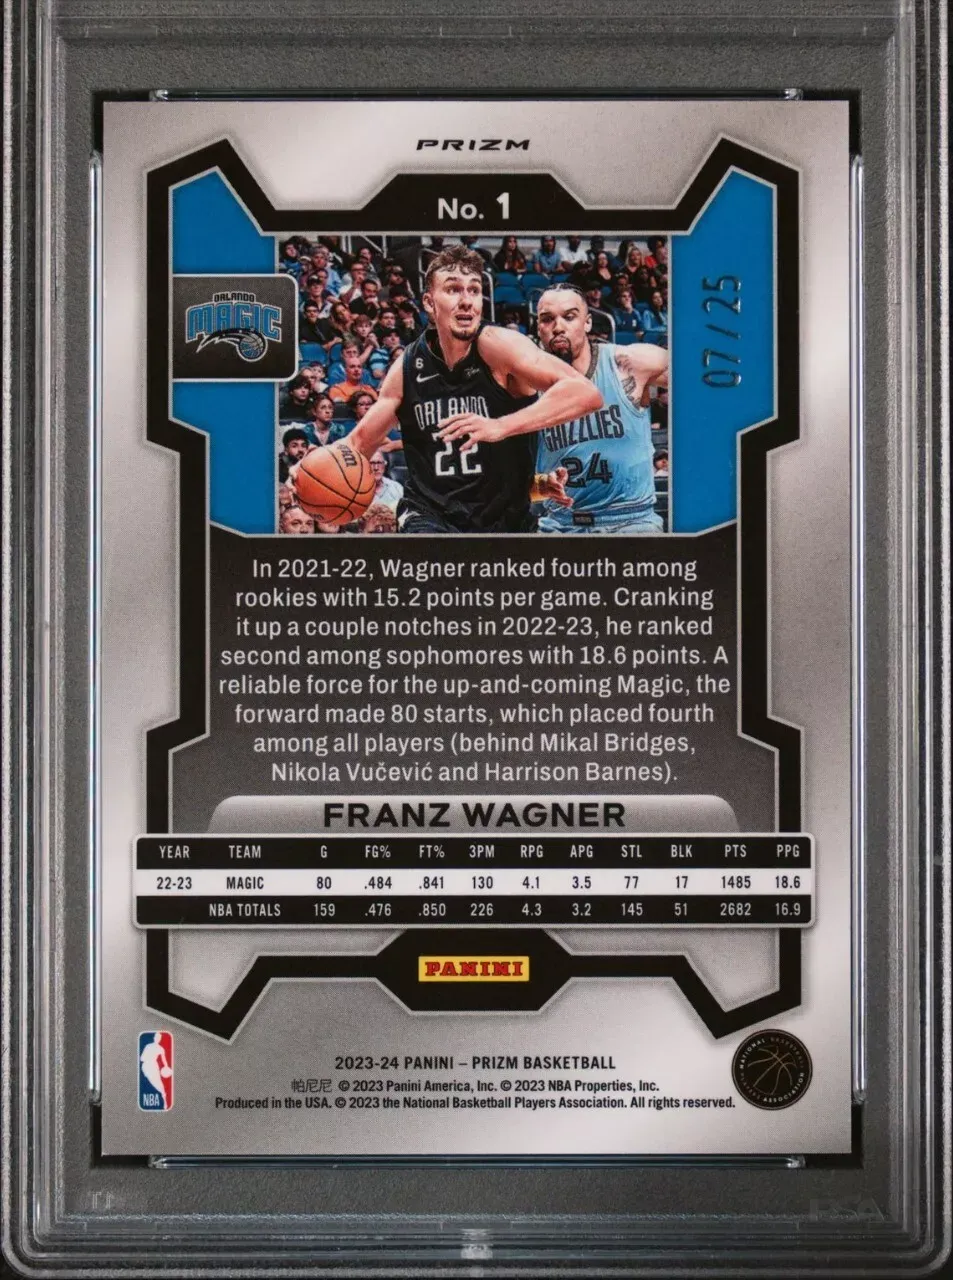 PRIZM
No. 1
ORLANDO
MAGIC
07 / / 25
6
ORLANDO
22
GRIZZLIES
24
In 2021-22, Wagner ranked fourth among
rookies with 15.2 points per game. Cranking
it up a couple notches in 2022-23, he ranked
second among sophomores with 18.6 points. A
reliable force for the up-and-coming Magic, the
forward made 80 starts, which placed fourth
among all players (behind Mikal Bridges,
Nikola Vučević and Harrison Barnes).
FRANZ WAGNER
YEAR TEAM G FG% FT% 3PM RPG APG STL BLK PTS PPG
22-23 MAGIC 80 .484 .841 130 4.1 3.5 77 17 1485 18.6
NBA TOTALS 159 .476 .850 226 4.3 3.2 145 51 2682 16.9
PANINI
2023-24 PANINI – PRIZM BASKETBALL
帕尼尼 © 2023 Panini America, Inc. © 2023 NBA Properties, Inc.
Produced in the USA. © 2023 the National Basketball Players Association. All rights reserved.
NBA
NATIONAL BASKETBALL
PLAYERS ASSOCIATION
PSA